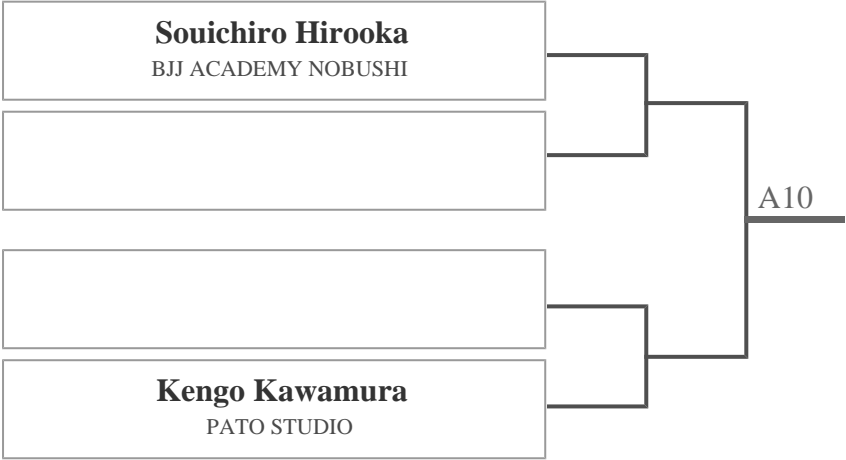 Souichiro Hirooka
BJJ ACADEMY NOBUSHI
A10
Kengo Kawamura
PATO STUDIO